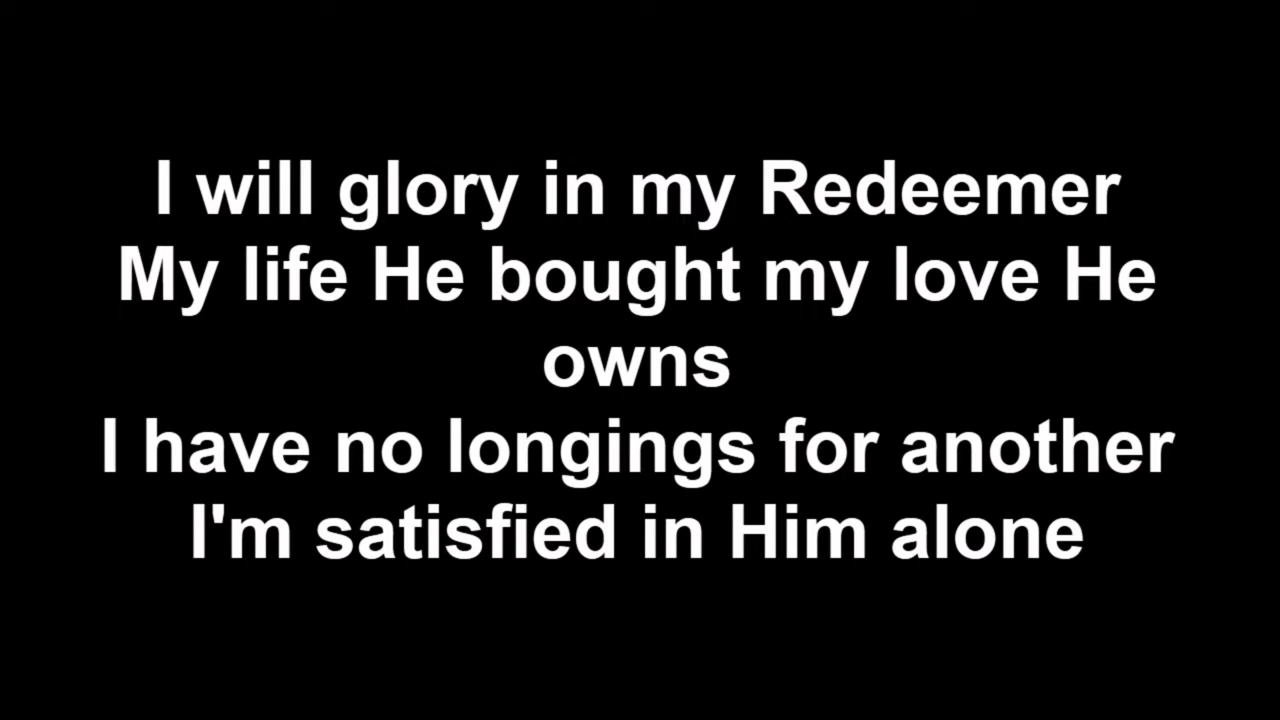 I will glory in my Redeemer
My life He bought my love He
owns
I have no longings for another
I'm satisfied in Him alone